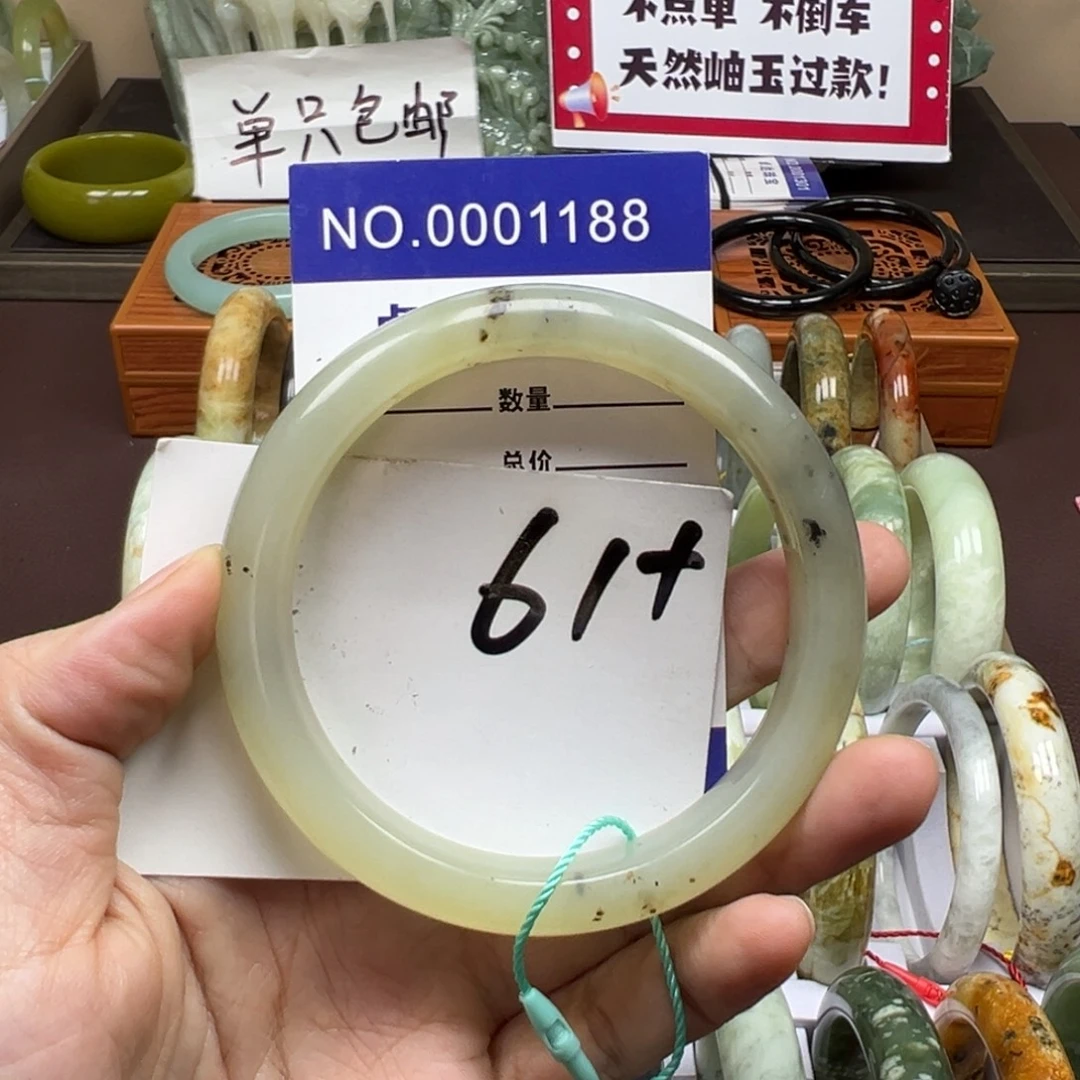 不点单 不倒车
天然岫玉过款!
单只包邮
NO.0001188
数量
总价
61+